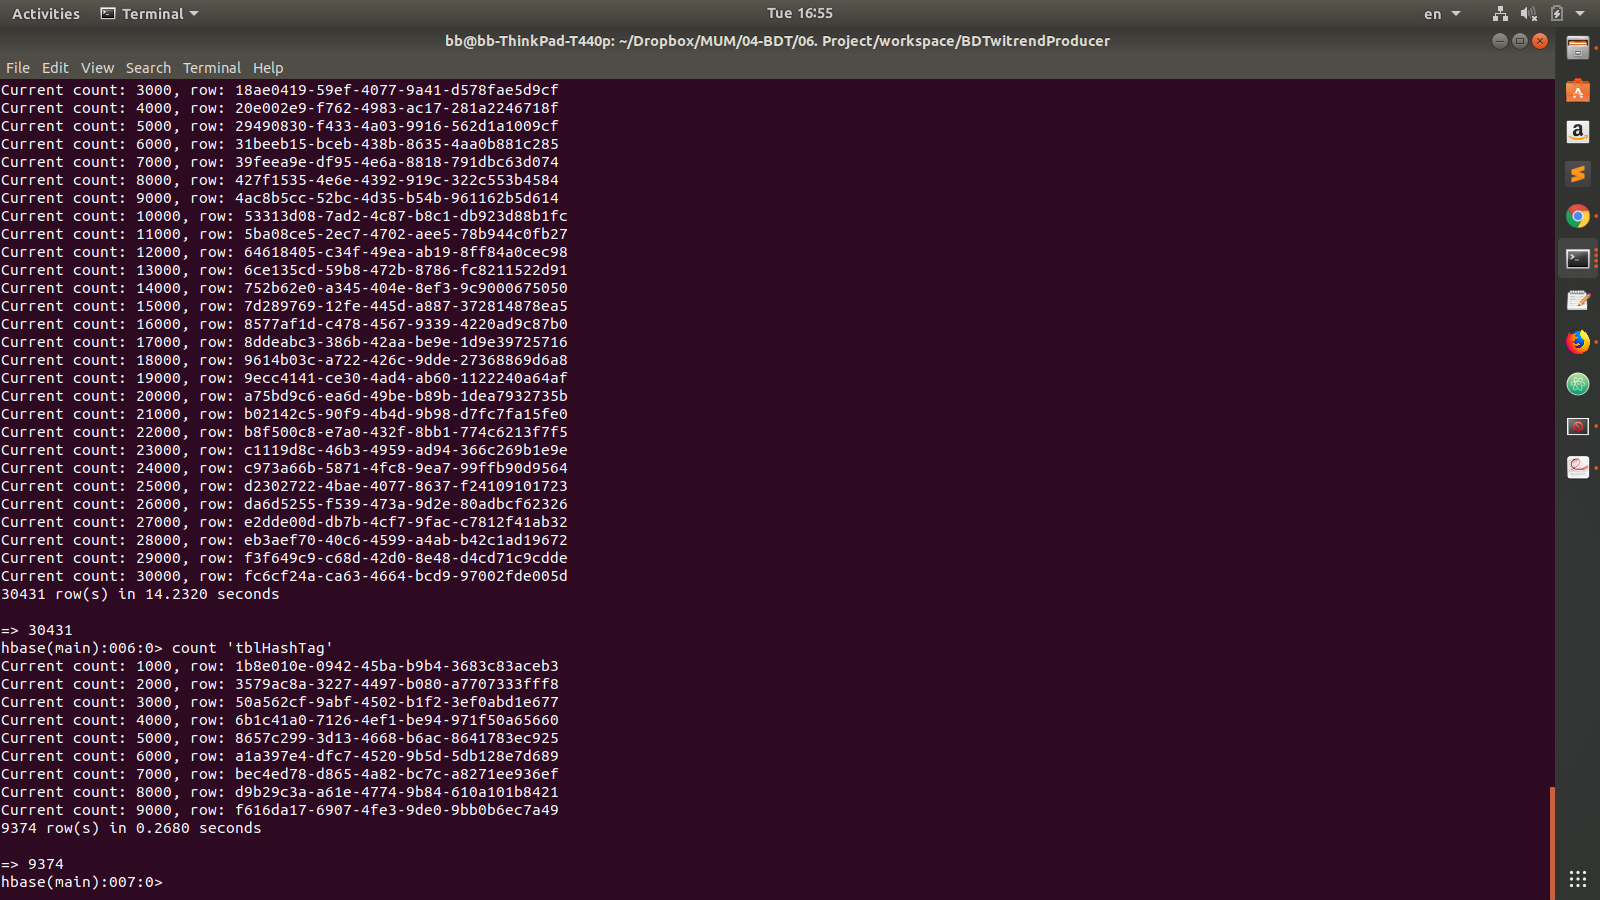 Activities Terminal Tue 16:55 en
bb@bb-ThinkPad-T440p: ~/Dropbox/MUM/04-BDT/06. Project/workspace/BDTwitrendProducer
File Edit View Search Terminal Help
Current count: 3000, row: 18ae0419-59ef-4077-9a41-d578fae5d9cf
Current count: 4000, row: 20e002e9-f762-4983-ac17-281a2246718f
Current count: 5000, row: 29490830-f433-4a03-9916-562d1a1009cf
Current count: 6000, row: 31beeb15-bceb-438b-8635-4aa0b881c285
Current count: 7000, row: 39feea9e-df95-4e6a-8818-791dbc63d074
Current count: 8000, row: 427f1535-4e6e-4392-919c-322c553b4584
Current count: 9000, row: 4ac8b5cc-52bc-4d35-b54b-961162b5d614
Current count: 10000, row: 53313d08-7ad2-4c87-b8c1-db923d88b1fc
Current count: 11000, row: 5ba08ce5-2ec7-4702-aee5-78b944c0fb27
Current count: 12000, row: 64618405-c34f-49ea-ab19-8ff84a0cec98
Current count: 13000, row: 6ce135cd-59b8-472b-8786-fc8211522d91
Current count: 14000, row: 752b62e0-a345-404e-8ef3-9c9000675050
Current count: 15000, row: 7d289769-12fe-445d-a887-372814878ea5
Current count: 16000, row: 8577af1d-c478-4567-9339-4220ad9c87b0
Current count: 17000, row: 8ddeabc3-386b-42aa-be9e-1d9e39725716
Current count: 18000, row: 9614b03c-a722-426c-9dde-27368869d6a8
Current count: 19000, row: 9ecc4141-ce30-4ad4-ab60-1122240a64af
Current count: 20000, row: a75bd9c6-ea6d-49be-b89b-1dea7932735b
Current count: 21000, row: b02142c5-90f9-4b4d-9b98-d7fc7fa15fe0
Current count: 22000, row: b8f500c8-e7a0-432f-8bb1-774c6213f7f5
Current count: 23000, row: c1119d8c-46b3-4959-ad94-366c269b1e9e
Current count: 24000, row: c973a66b-5871-4fc8-9ea7-99ffb90d9564
Current count: 25000, row: d2302722-4bae-4077-8637-f24109101723
Current count: 26000, row: da6d5255-f539-473a-9d2e-80adbcf62326
Current count: 27000, row: e2dde00d-db7b-4cf7-9fac-c7812f41ab32
Current count: 28000, row: eb3aef70-40c6-4599-a4ab-b42c1ad19672
Current count: 29000, row: f3f649c9-c68d-42d0-8e48-d4cd71c9cdde
Current count: 30000, row: fc6cf24a-ca63-4664-bcd9-97002fde005d
30431 row(s) in 14.2320 seconds
=> 30431
hbase(main):006:0> count 'tblHashTag'
Current count: 1000, row: 1b8e010e-0942-45ba-b9b4-3683c83aceb3
Current count: 2000, row: 3579ac8a-3227-4497-b080-a7707333fff8
Current count: 3000, row: 50a562cf-9abf-4502-b1f2-3ef0abd1e677
Current count: 4000, row: 6b1c41a0-7126-4ef1-be94-971f50a65660
Current count: 5000, row: 8657c299-3d13-4668-b6ac-8641783ec925
Current count: 6000, row: a1a397e4-dfc7-4520-9b5d-5db128e7d689
Current count: 7000, row: bec4ed78-d865-4a82-bc7c-a8271ee936ef
Current count: 8000, row: d9b29c3a-a61e-4774-9b84-610a101b8421
Current count: 9000, row: f616da17-6907-4fe3-9de0-9bb0b6ec7a49
9374 row(s) in 0.2680 seconds
=> 9374
hbase(main):007:0>